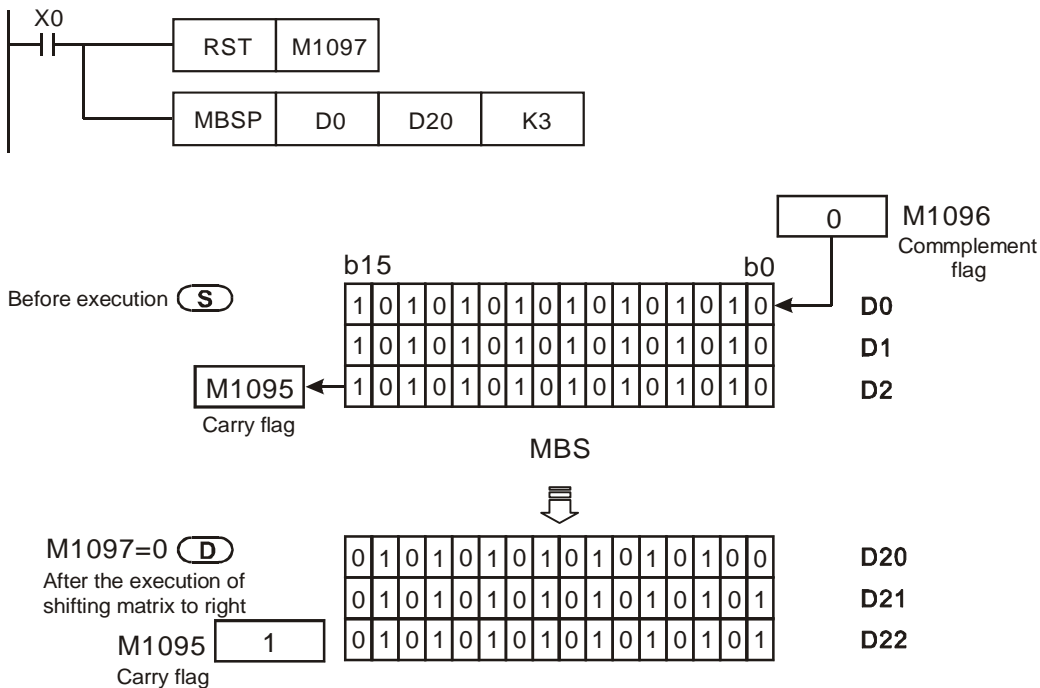 X0
RST M1097
MBSP D0 D20 K3
0 M1096
Commplement
flag
b15 b0
Before execution S
1 0 1 0 1 0 1 0 1 0 1 0 1 0 1 0 D0
1 0 1 0 1 0 1 0 1 0 1 0 1 0 1 0 D1
M1095 1 0 1 0 1 0 1 0 1 0 1 0 1 0 1 0 D2
Carry flag
MBS
M1097=0 D
After the execution of
shifting matrix to right
0 1 0 1 0 1 0 1 0 1 0 1 0 1 0 0 D20
0 1 0 1 0 1 0 1 0 1 0 1 0 1 0 1 D21
M1095 1 0 1 0 1 0 1 0 1 0 1 0 1 0 1 0 1 D22
Carry flag